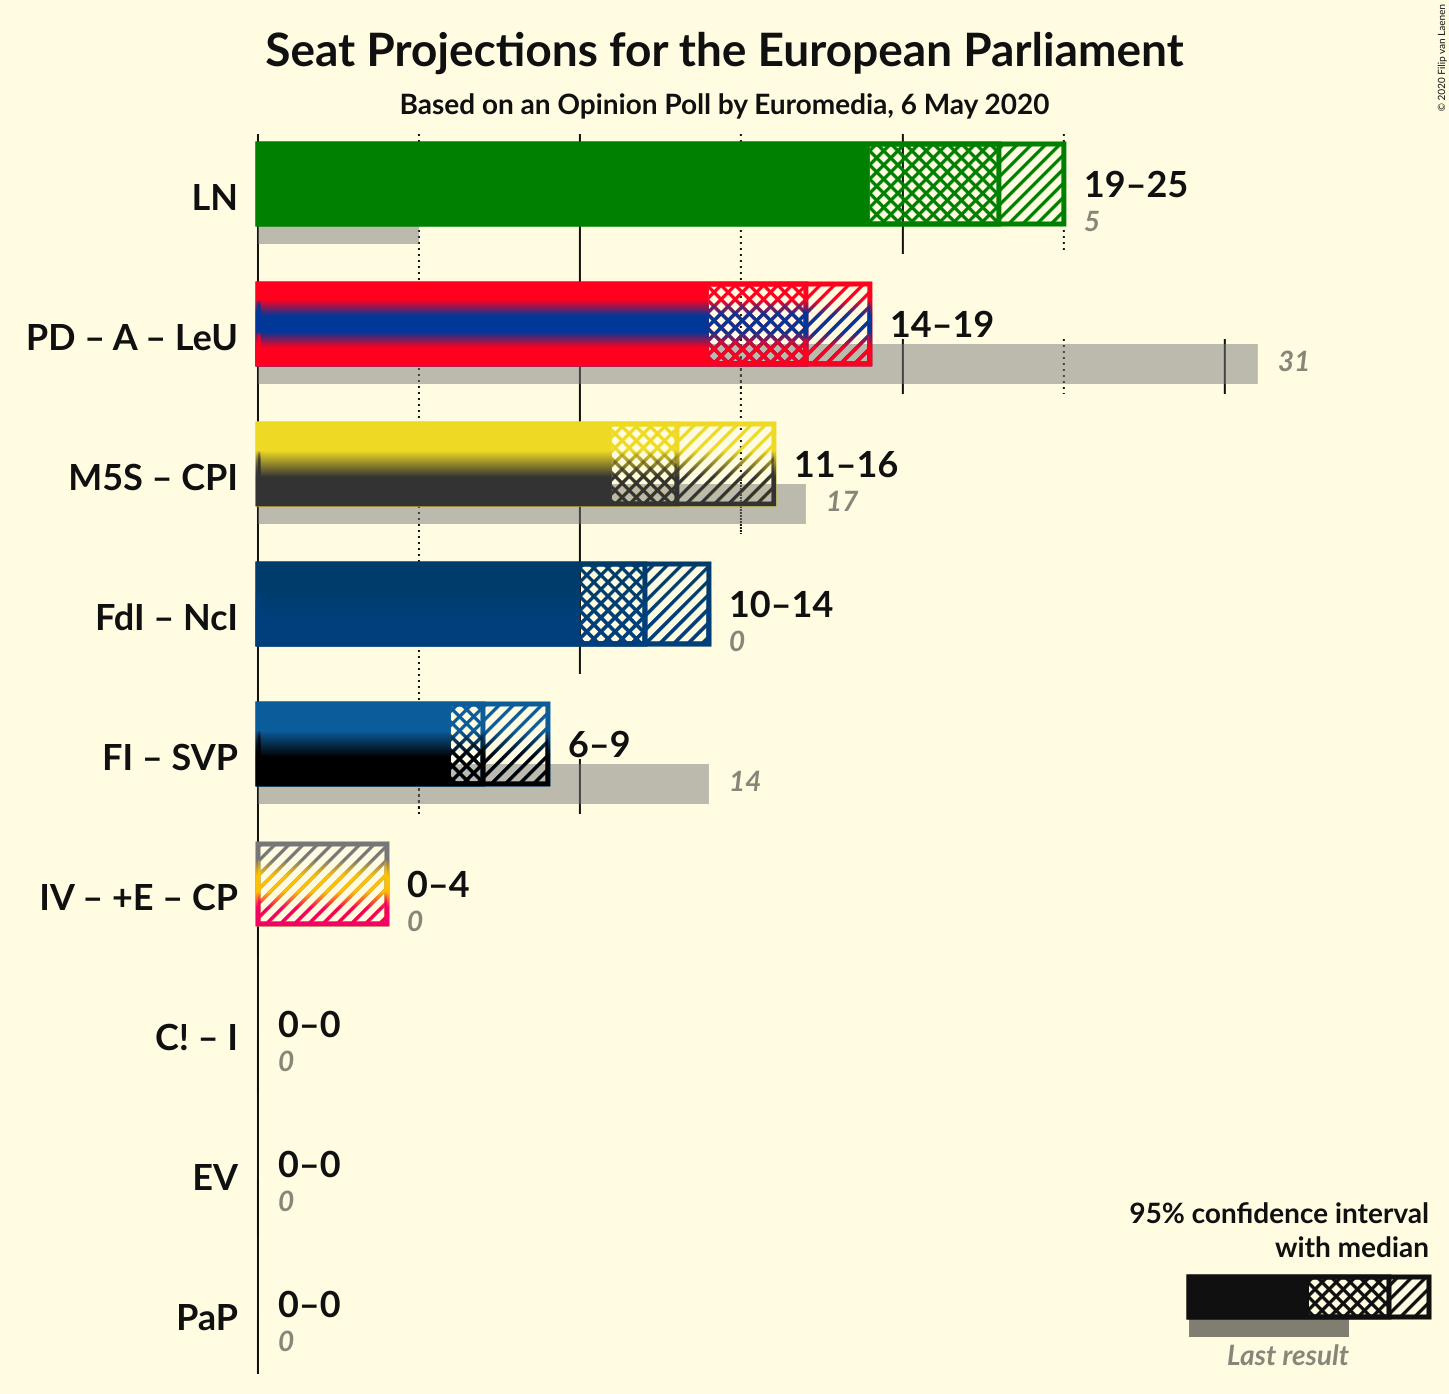 © 2020 Filip van Laenen
Seat Projections for the European Parliament
Based on an Opinion Poll by Euromedia, 6 May 2020
LN
19–25
5
PD – A – LeU
14–19
31
M5S – CPI
11–16
17
FdI – NcI
10–14
0
FI – SVP
6–9
14
IV – +E – CP
0–4
0
C! – I
0–0
0
EV
0–0
0
PaP
0–0
0
95% confidence interval
with median
Last result